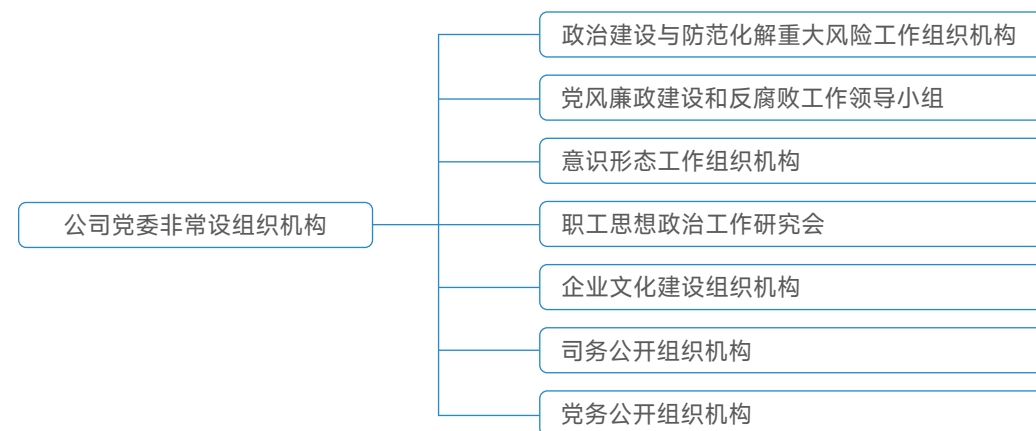 政治建设与防范化解重大风险工作组织机构
党风廉政建设和反腐败工作领导小组
意识形态工作组织机构
公司党委非常设组织机构
职工思想政治工作研究会
企业文化建设组织机构
司务公开组织机构
党务公开组织机构